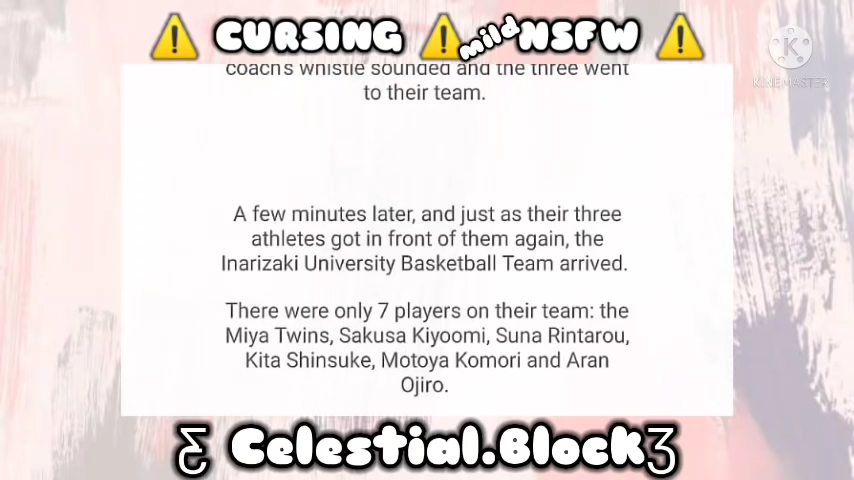 ⚠️ CURSING ⚠️ mild NSFW ⚠️
KINEMASTER
coach's whistle sounded and the three went
to their team.
A few minutes later, and just as their three
athletes got in front of them again, the
Inarizaki University Basketball Team arrived.
There were only 7 players on their team: the
Miya Twins, Sakusa Kiyoomi, Suna Rintarou,
Kita Shinsuke, Motoya Komori and Aran
Ojiro.
Ƹ Celestial.Block Ʒ